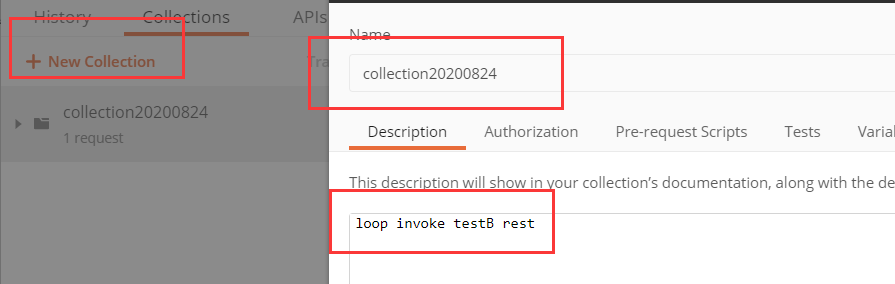 History Collections APIs
+ New Collection Tra
collection20200824
1 request
Name
collection20200824
Description Authorization Pre-request Scripts Tests Varial
This description will show in your collection's documentation, along with the de
loop invoke testB rest